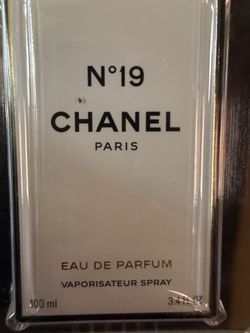 N°19
CHANEL
PARIS
EAU DE PARFUM
VAPORISATEUR SPRAY
100 ml 3.4 FL OZ